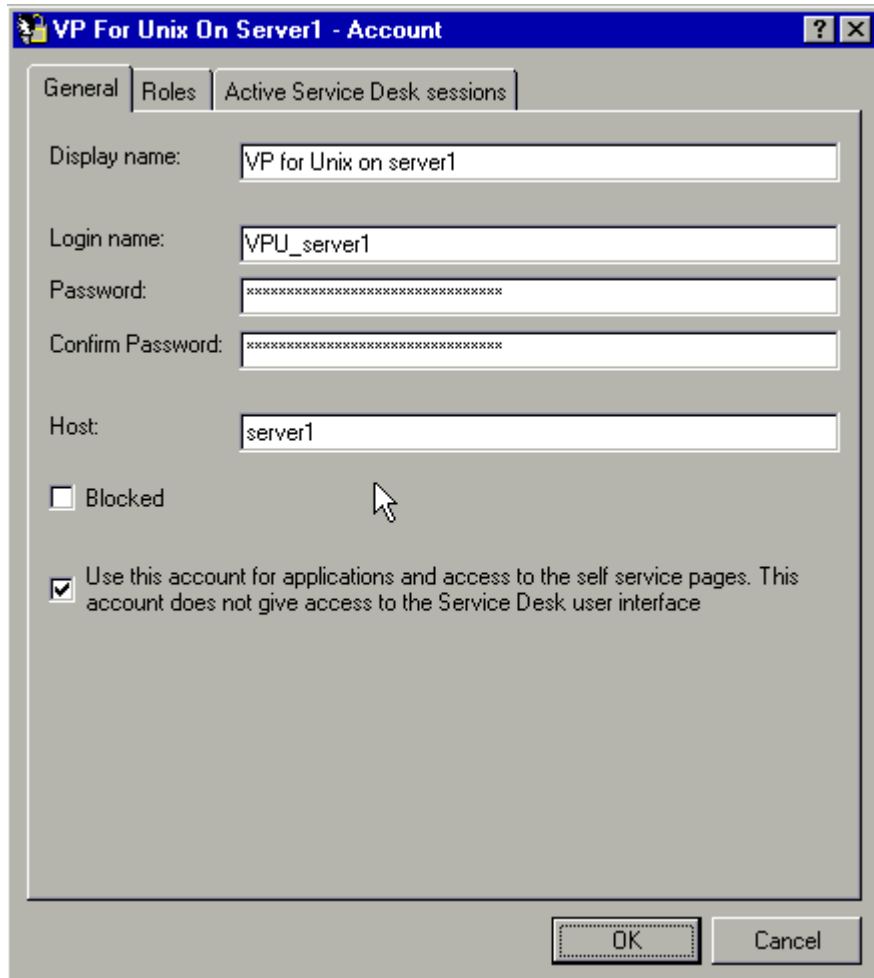 VP For Unix On Server1 - Account
General Roles Active Service Desk sessions
Display name: VP for Unix on server1
Login name: VPU_server1
Password: ********************************
Confirm Password: ********************************
Host: server1
Blocked
Use this account for applications and access to the self service pages. This
account does not give access to the Service Desk user interface
OK Cancel